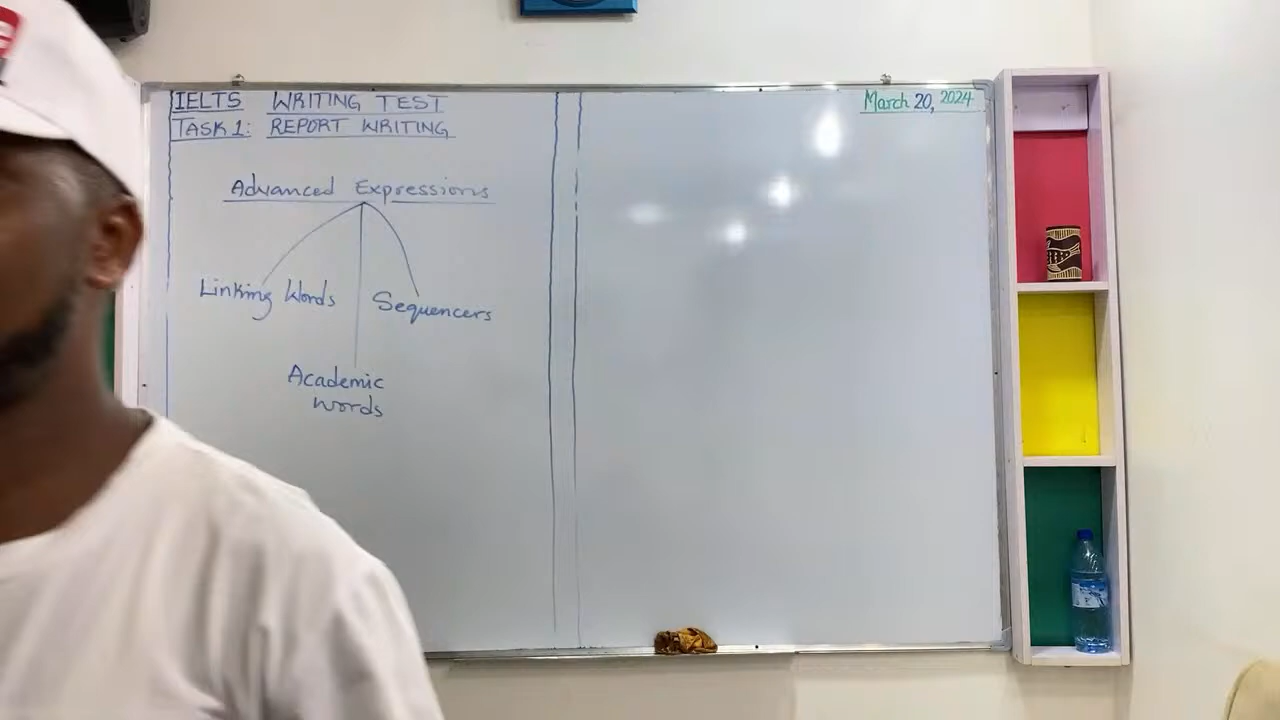 IELTS WRITING TEST
March 20, 2024
TASK 1: REPORT WRITING
Advanced Expressions
Linking Words
Sequencers
Academic
words